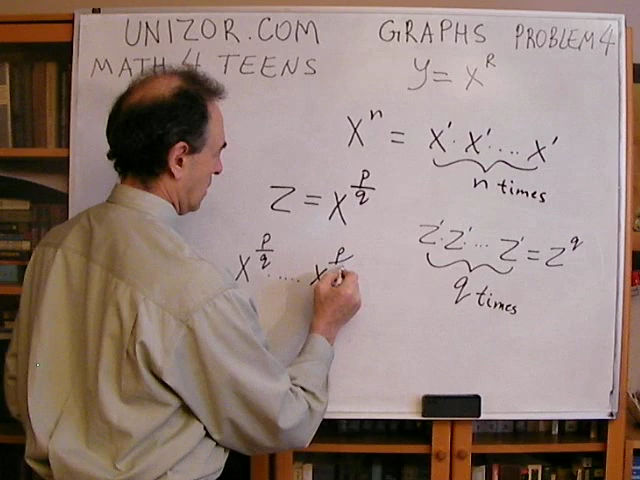 UNIZOR.COM GRAPHS PROBLEM 4
MATH 4 TEENS y = x^R
x^n = x' · x' · ... · x'
n times
z = x^(p/q)
z' · z' · ... z' = z^q
q times
x^(p/q) · .... x^p